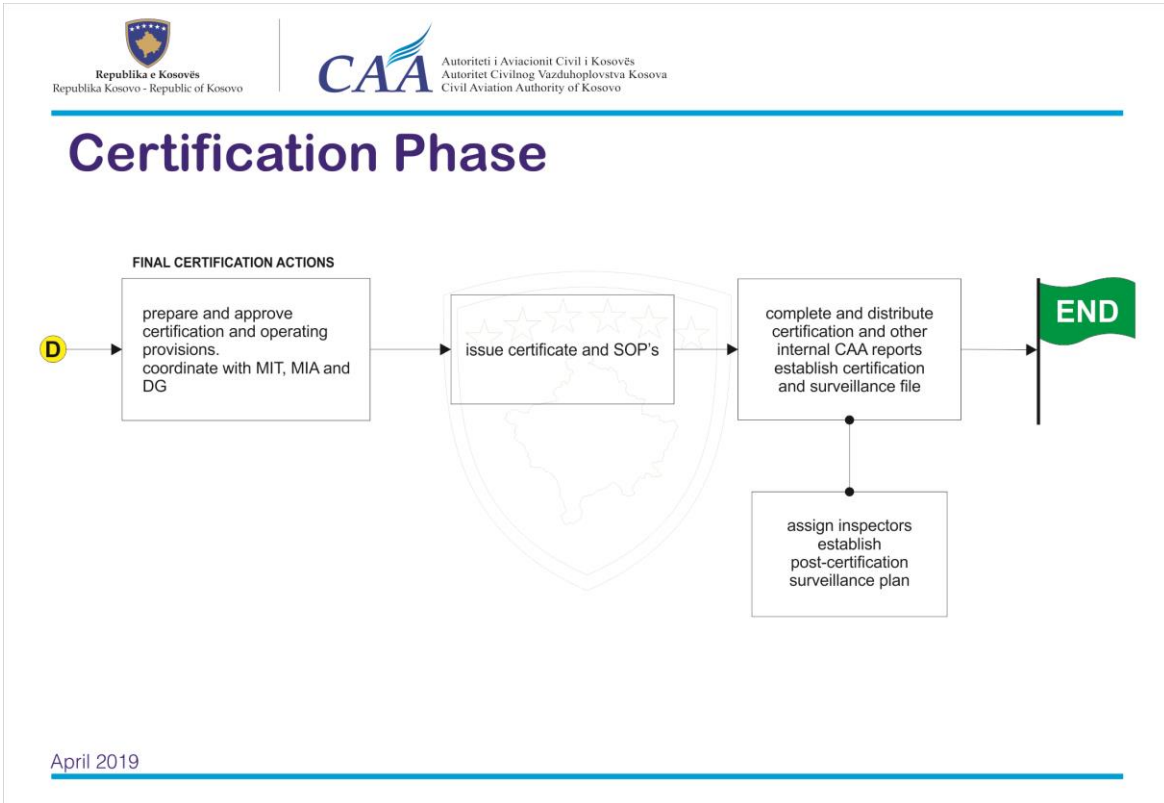 Republika e Kosovës
Republika Kosovo - Republic of Kosovo
CAA
Autoriteti i Aviacionit Civil i Kosovës
Autoritet Civilnog Vazduhoplovstva Kosova
Civil Aviation Authority of Kosovo
Certification Phase
FINAL CERTIFICATION ACTIONS
D
prepare and approve
certification and operating
provisions.
coordinate with MIT, MIA and
DG
issue certificate and SOP's
complete and distribute
certification and other
internal CAA reports
establish certification
and surveillance file
END
assign inspectors
establish
post-certification
surveillance plan
April 2019